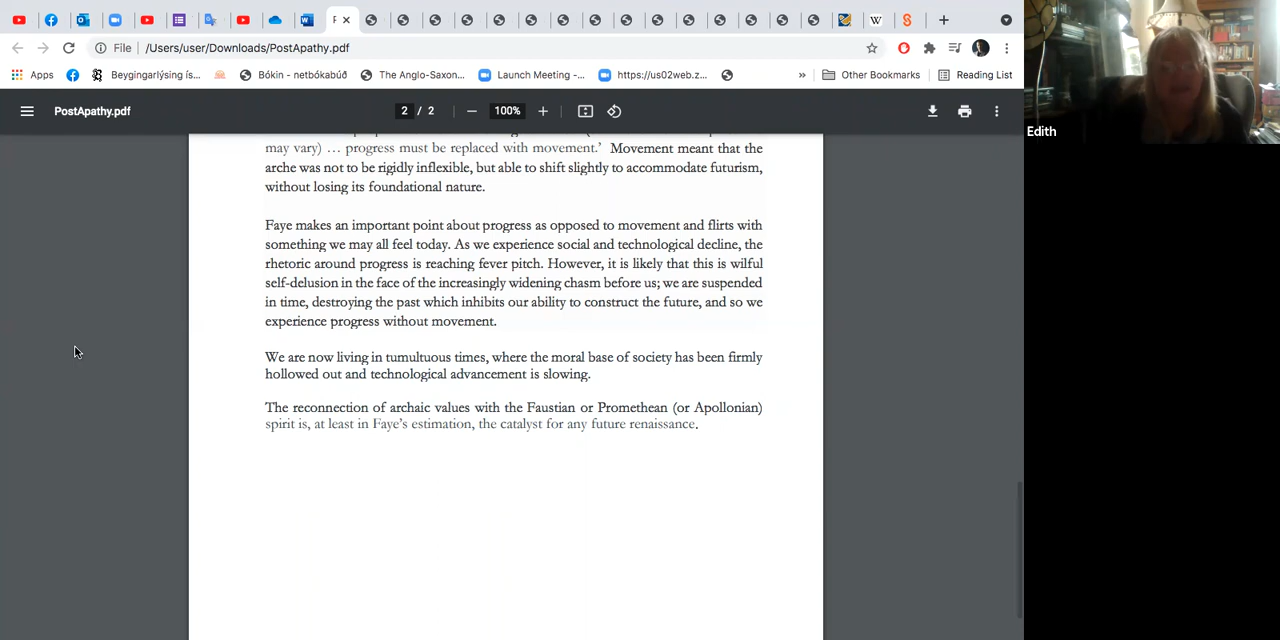 F
File
/Users/user/Downloads/PostApathy.pdf
Apps
Beygingarlýsing ís...
Bókin - netbókabúð
The Anglo-Saxon...
Launch Meeting -...
https://us02web.z...
»
Other Bookmarks
Reading List
PostApathy.pdf
2 / 2
100%
Edith
may vary) … progress must be replaced with movement.’ Movement meant that the
arche was not to be rigidly inflexible, but able to shift slightly to accommodate futurism,
without losing its foundational nature.
Faye makes an important point about progress as opposed to movement and flirts with
something we may all feel today. As we experience social and technological decline, the
rhetoric around progress is reaching fever pitch. However, it is likely that this is wilful
self-delusion in the face of the increasingly widening chasm before us; we are suspended
in time, destroying the past which inhibits our ability to construct the future, and so we
experience progress without movement.
We are now living in tumultuous times, where the moral base of society has been firmly
hollowed out and technological advancement is slowing.
The reconnection of archaic values with the Faustian or Promethean (or Apollonian)
spirit is, at least in Faye’s estimation, the catalyst for any future renaissance.